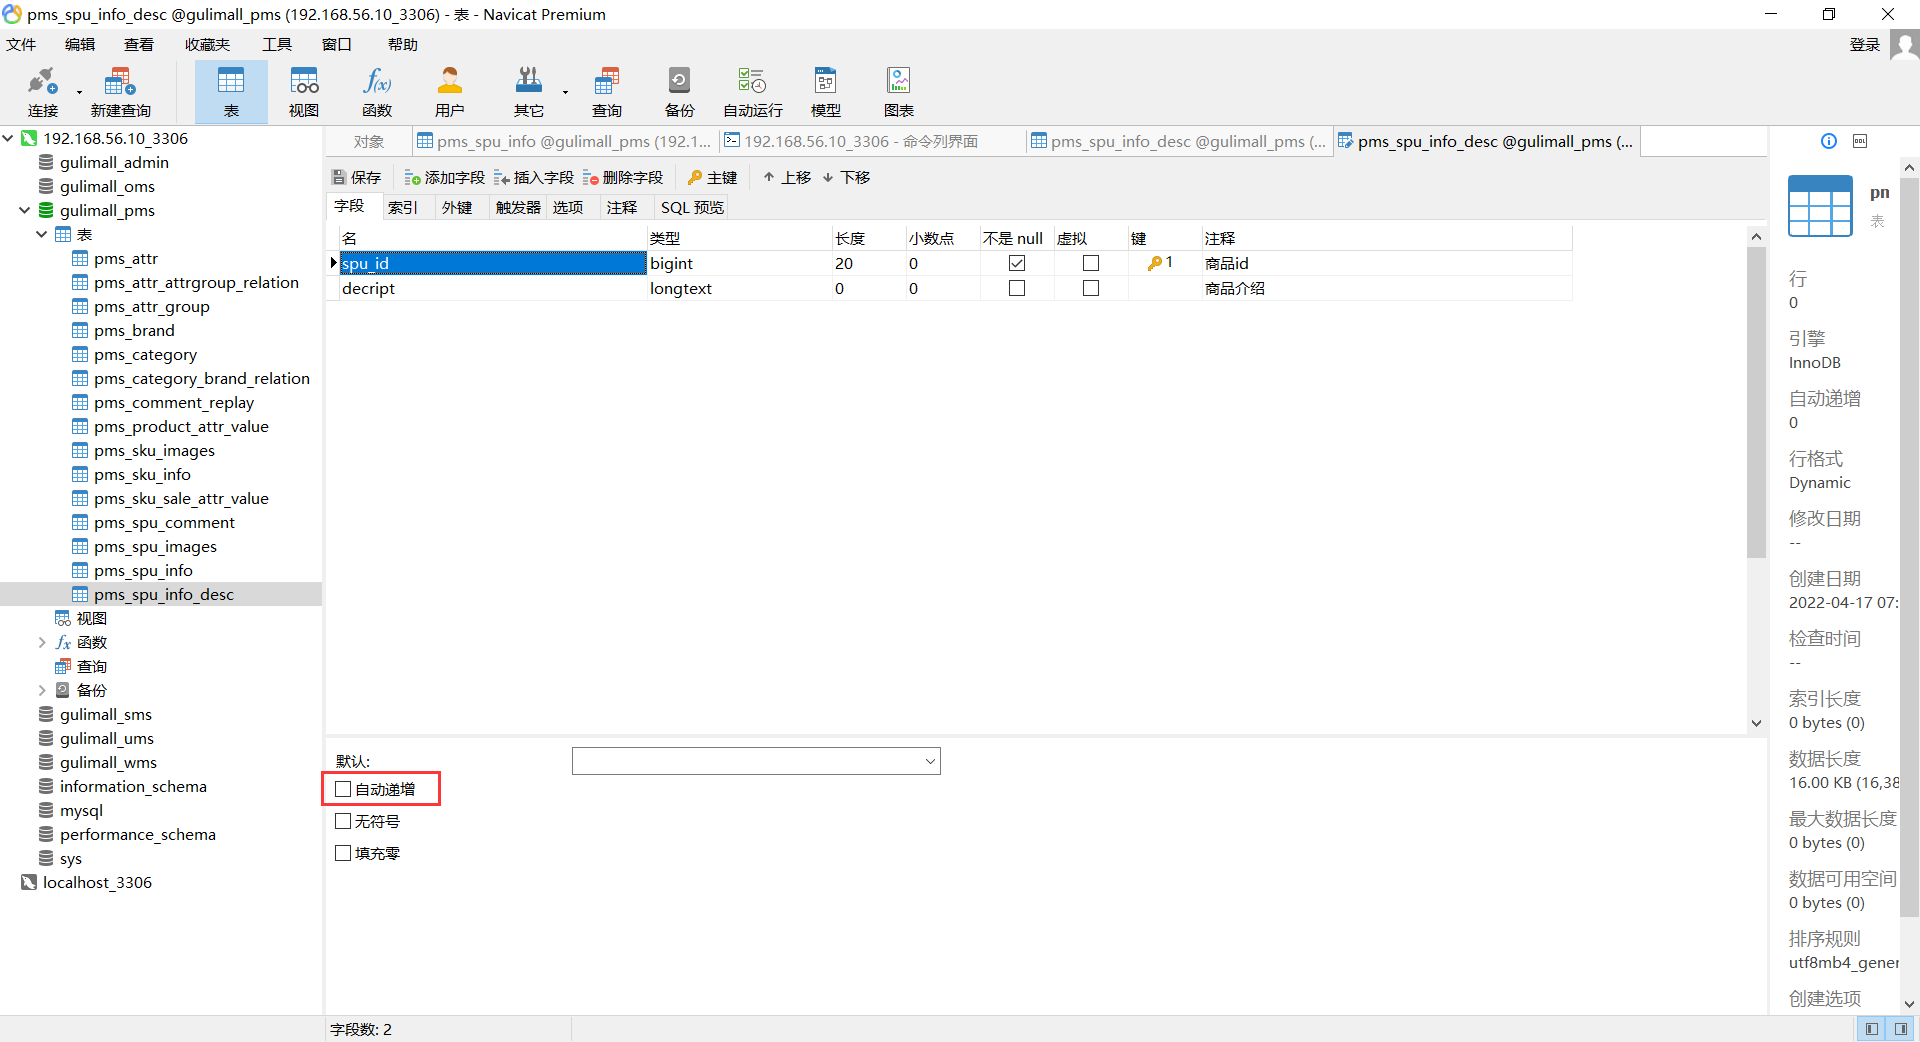 pms_spu_info_desc @gulimall_pms (192.168.56.10_3306) - 表 - Navicat Premium
文件 编辑 查看 收藏夹 工具 窗口 帮助 登录
连接 新建查询 表 视图 函数 用户 其它 查询 备份 自动运行 模型 图表
192.168.56.10_3306
gulimall_admin
gulimall_oms
gulimall_pms
表
pms_attr
pms_attr_attrgroup_relation
pms_attr_group
pms_brand
pms_category
pms_category_brand_relation
pms_comment_replay
pms_product_attr_value
pms_sku_images
pms_sku_info
pms_sku_sale_attr_value
pms_spu_comment
pms_spu_images
pms_spu_info
pms_spu_info_desc
视图
函数
查询
备份
gulimall_sms
gulimall_ums
gulimall_wms
information_schema
mysql
performance_schema
sys
localhost_3306
对象 pms_spu_info @gulimall_pms (192.1... 192.168.56.10_3306 - 命令列界面 pms_spu_info_desc @gulimall_pms (... pms_spu_info_desc @gulimall_pms (...
保存 添加字段 插入字段 删除字段 主键 上移 下移
字段 索引 外键 触发器 选项 注释 SQL 预览
名 类型 长度 小数点 不是 null 虚拟 键 注释
spu_id bigint 20 0 1 商品id
decript longtext 0 0 商品介绍
默认:
自动递增
无符号
填充零
字段数: 2
DDL
pn
表
行
0
引擎
InnoDB
自动递增
0
行格式
Dynamic
修改日期
--
创建日期
2022-04-17 07:
检查时间
--
索引长度
0 bytes (0)
数据长度
16.00 KB (16,38
最大数据长度
0 bytes (0)
数据可用空间
0 bytes (0)
排序规则
utf8mb4_gener
创建选项